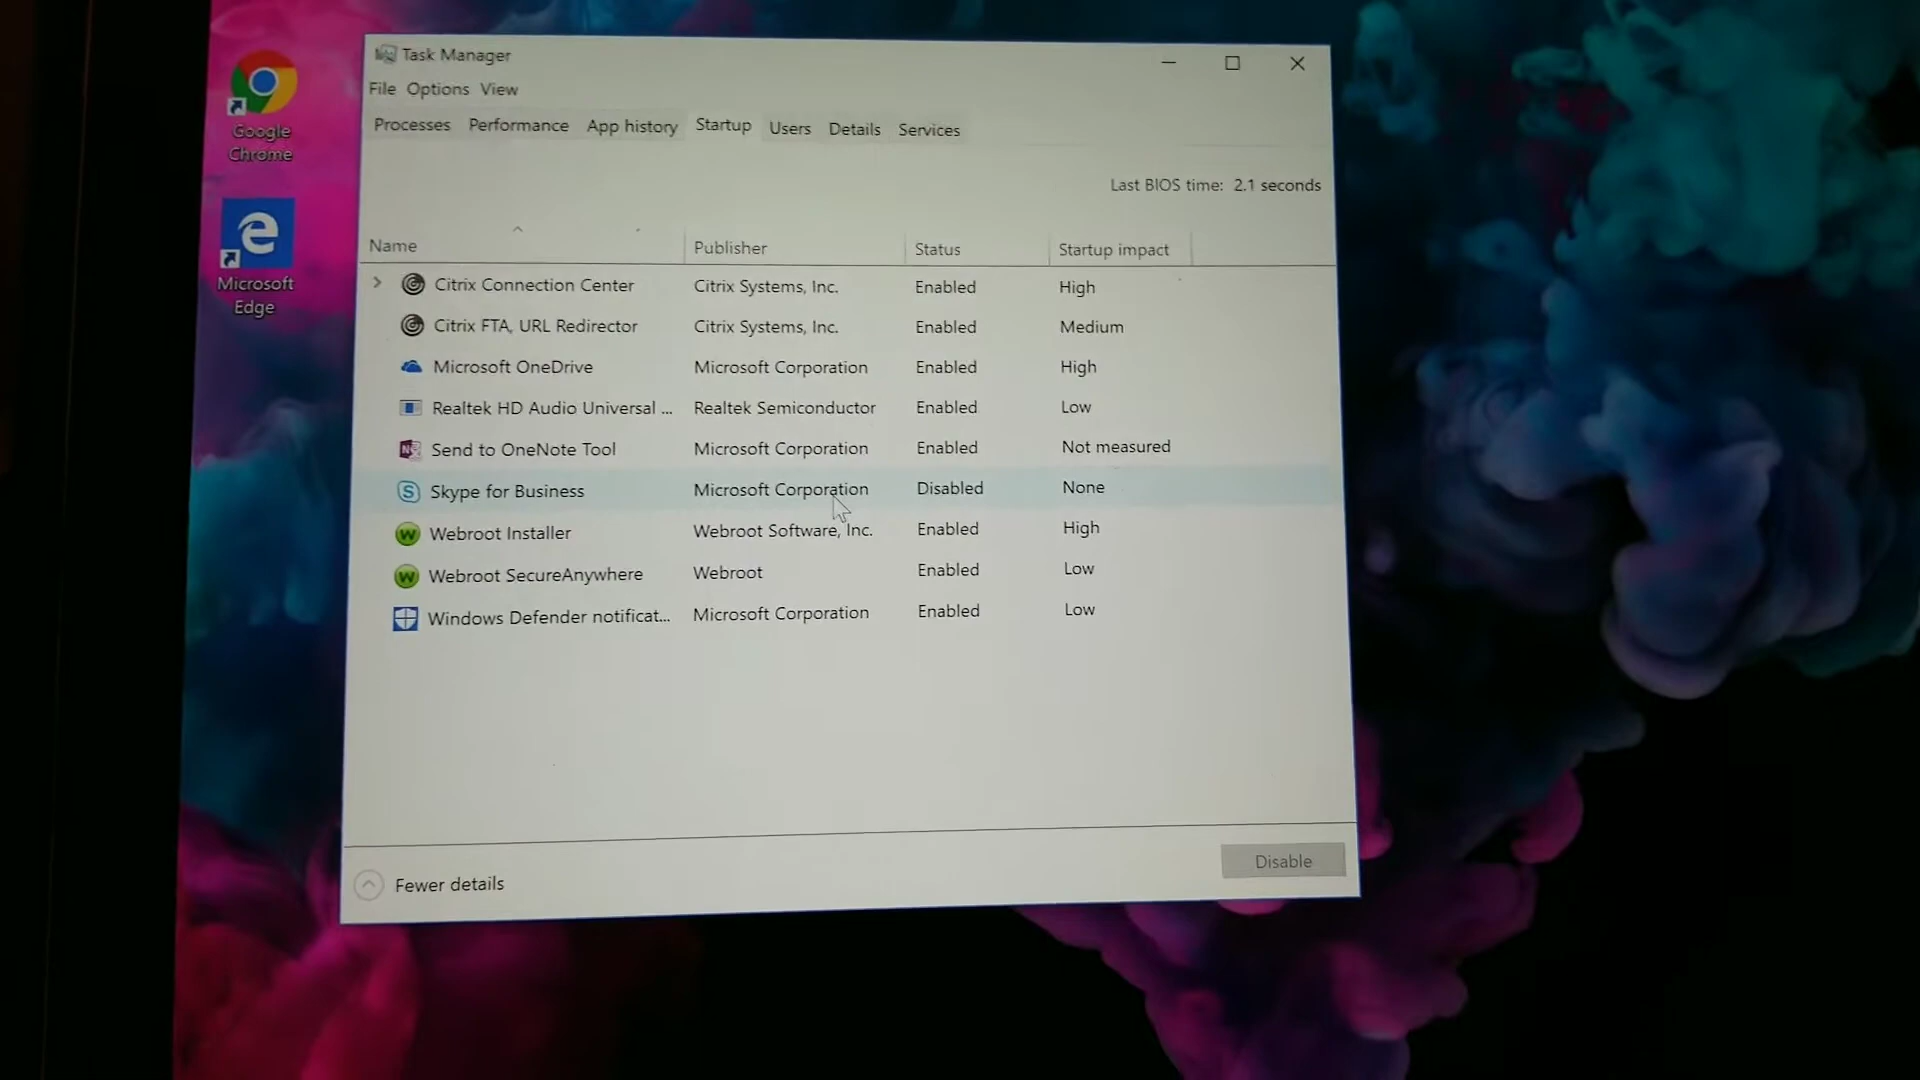 Google
Chrome
Microsoft
Edge
Task Manager
File Options View
Processes Performance App history Startup Users Details Services
Last BIOS time: 2.1 seconds
Name Publisher Status Startup impact
Citrix Connection Center Citrix Systems, Inc. Enabled High
Citrix FTA, URL Redirector Citrix Systems, Inc. Enabled Medium
Microsoft OneDrive Microsoft Corporation Enabled High
Realtek HD Audio Universal ... Realtek Semiconductor Enabled Low
Send to OneNote Tool Microsoft Corporation Enabled Not measured
Skype for Business Microsoft Corporation Disabled None
Webroot Installer Webroot Software, Inc. Enabled High
Webroot SecureAnywhere Webroot Enabled Low
Windows Defender notificat... Microsoft Corporation Enabled Low
Fewer details Disable